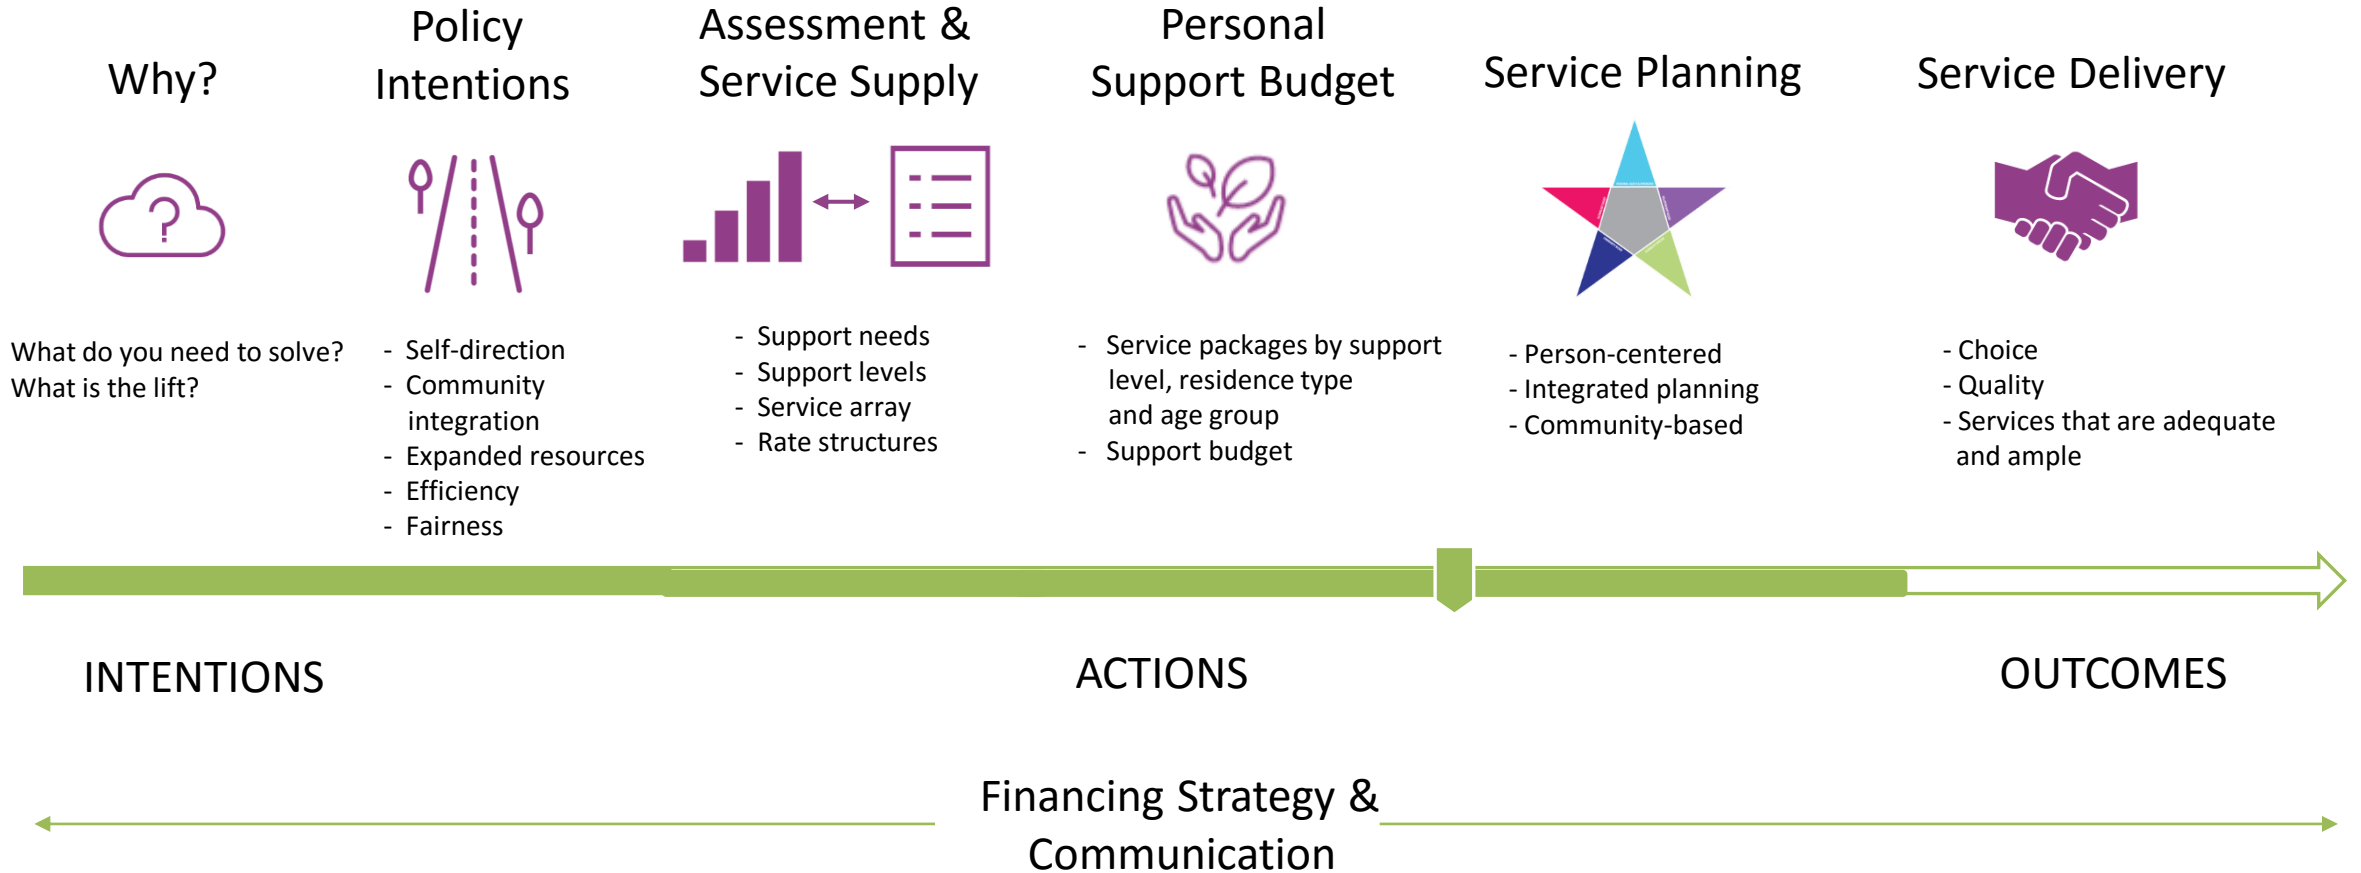 Why?
Policy
Intentions
Assessment &
Service Supply
Personal
Support Budget
Service Planning
Service Delivery
?
What do you need to solve?
What is the lift?
- Self-direction
- Community
integration
- Expanded resources
- Efficiency
- Fairness
- Support needs
- Support levels
- Service array
- Rate structures
- Service packages by support
level, residence type
and age group
- Support budget
- Person-centered
- Integrated planning
- Community-based
- Choice
- Quality
- Services that are adequate
and ample
INTENTIONS
ACTIONS
OUTCOMES
Financing Strategy &
Communication